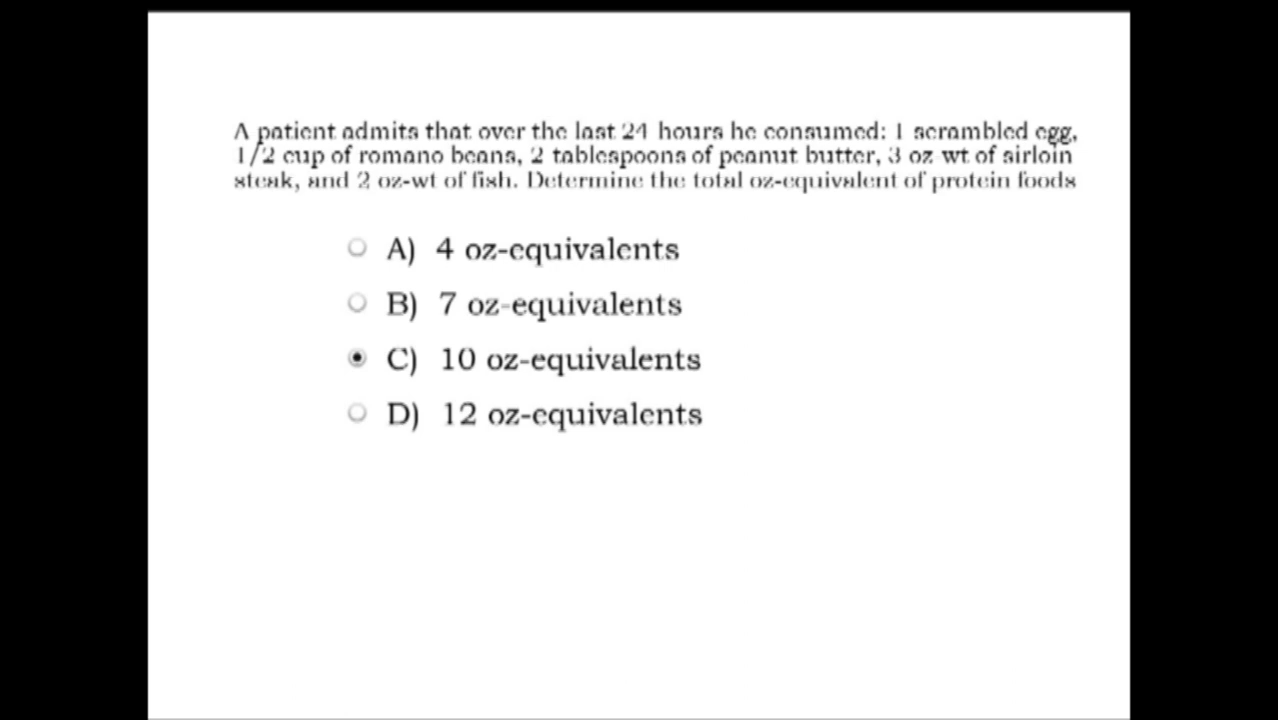 A patient admits that over the last 24 hours he consumed: 1 scrambled egg,
1/2 cup of romano beans, 2 tablespoons of peanut butter, 3 oz wt of sirloin
steak, and 2 oz-wt of fish. Determine the total oz-equivalent of protein foods
A) 4 oz-equivalents
B) 7 oz-equivalents
C) 10 oz-equivalents
D) 12 oz-equivalents